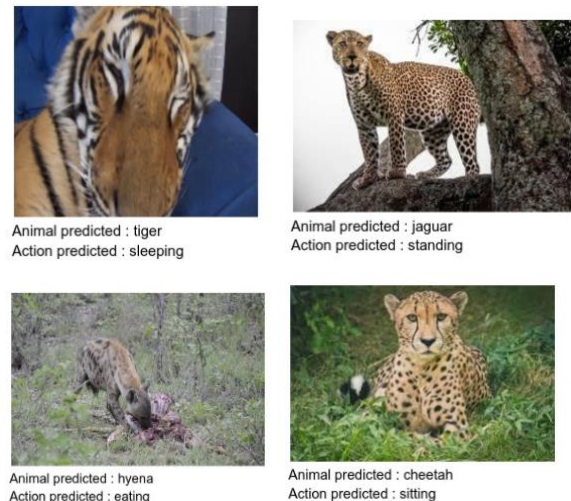 Animal predicted : tiger
Action predicted : sleeping
Animal predicted : jaguar
Action predicted : standing
Animal predicted : hyena
Action predicted : eating
Animal predicted : cheetah
Action predicted : sitting